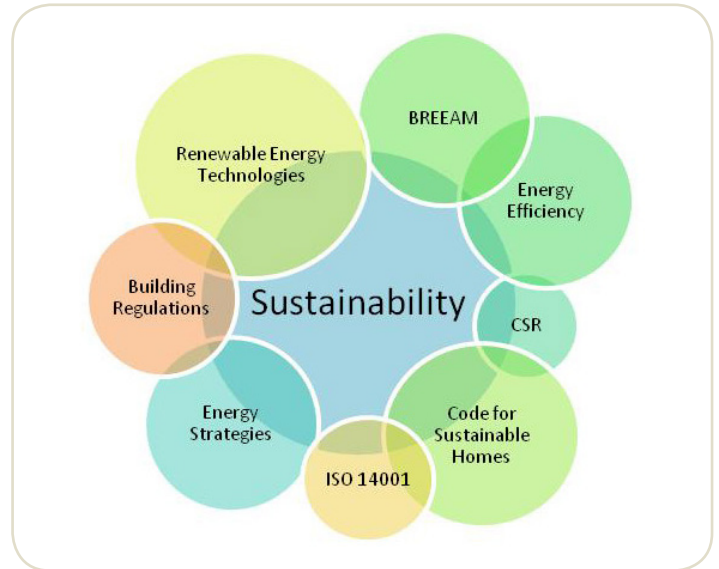 BREEAM
Renewable Energy
Technologies
Energy
Efficiency
Building
Regulations
Sustainability
CSR
Energy
Strategies
Code for
Sustainable
Homes
ISO 14001